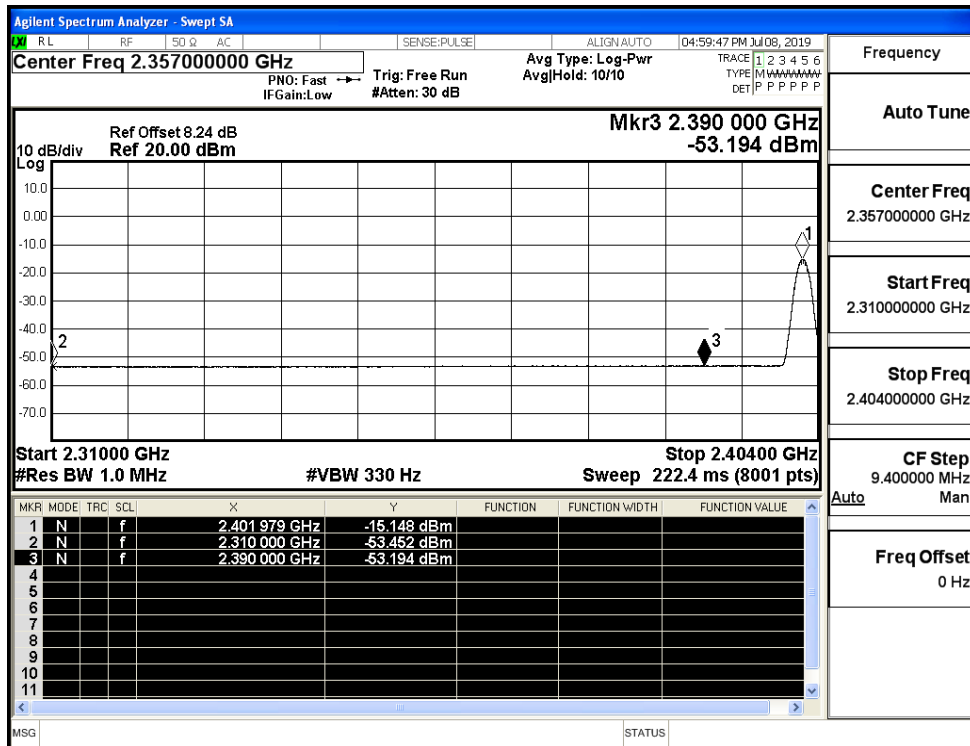 Agilent Spectrum Analyzer - Swept SA
LXI RL RF 50 Ω AC SENSE:PULSE ALIGN AUTO 04:59:47 PM Jul 08, 2019
Center Freq 2.357000000 GHz
PNO: Fast
IFGain:Low
Trig: Free Run
#Atten: 30 dB
Avg Type: Log-Pwr
Avg|Hold: 10/10
TRACE 1 2 3 4 5 6
TYPE M WWWWW
DET P P P P P P
Ref Offset 8.24 dB
10 dB/div Ref 20.00 dBm
Log
Mkr3 2.390 000 GHz
-53.194 dBm
10.0
0.00
-10.0
-20.0
-30.0
-40.0
-50.0
-60.0
-70.0
1
2
3
Start 2.31000 GHz Stop 2.40400 GHz
#Res BW 1.0 MHz #VBW 330 Hz Sweep 222.4 ms (8001 pts)
MKR MODE TRC SCL X Y FUNCTION FUNCTION WIDTH FUNCTION VALUE
1 N f 2.401 979 GHz -15.148 dBm
2 N f 2.310 000 GHz -53.452 dBm
3 N f 2.390 000 GHz -53.194 dBm
4
5
6
7
8
9
10
11
MSG STATUS
Frequency
Auto Tune
Center Freq
2.357000000 GHz
Start Freq
2.310000000 GHz
Stop Freq
2.404000000 GHz
CF Step
9.400000 MHz
Auto Man
Freq Offset
0 Hz